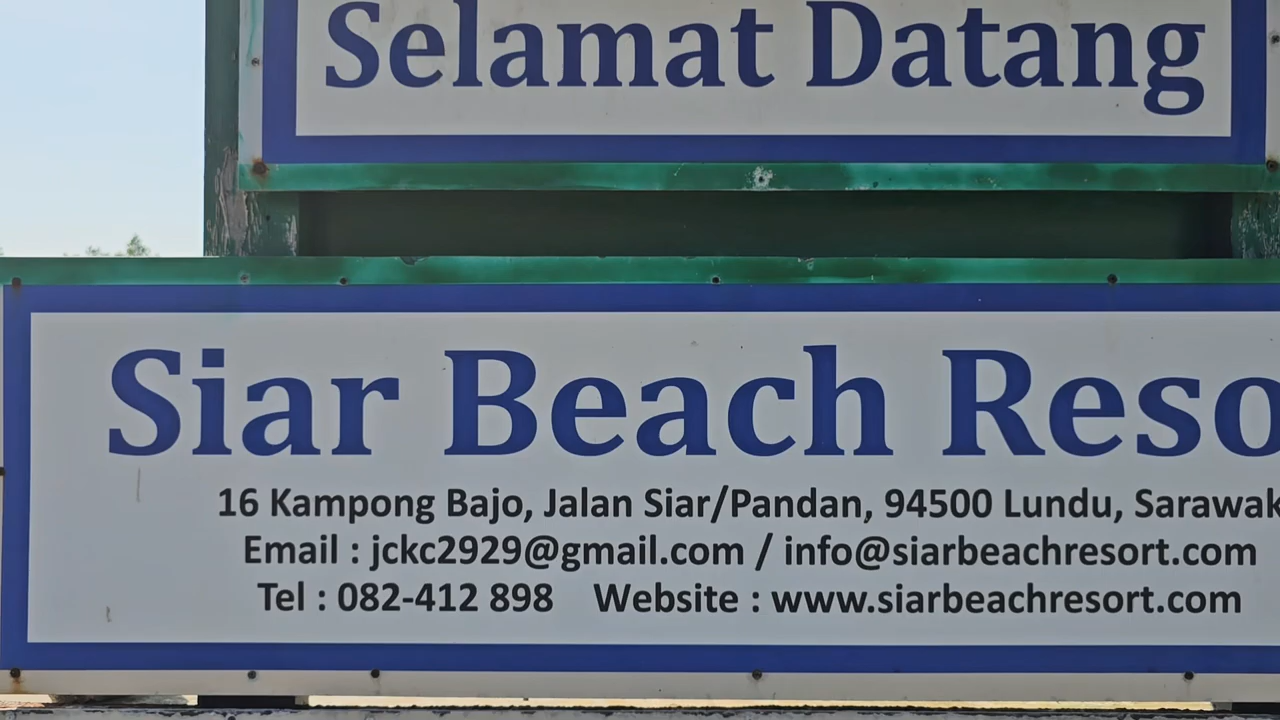 Selamat Datang
Siar Beach Reso
16 Kampong Bajo, Jalan Siar/Pandan, 94500 Lundu, Sarawak
Email : jckc2929@gmail.com / info@siarbeachresort.com
Tel : 082-412 898 Website : www.siarbeachresort.com